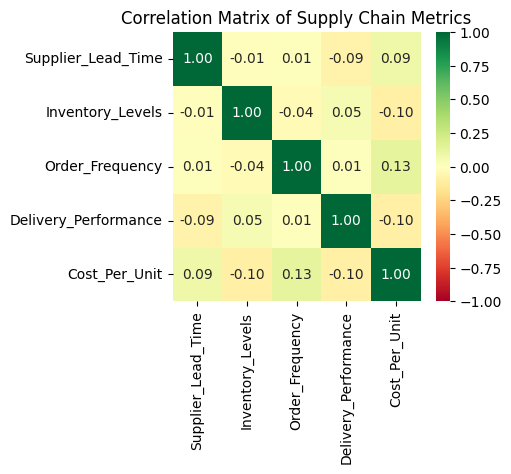 Correlation Matrix of Supply Chain Metrics
Supplier_Lead_Time 1.00 -0.01 0.01 -0.09 0.09
Inventory_Levels -0.01 1.00 -0.04 0.05 -0.10
Order_Frequency 0.01 -0.04 1.00 0.01 0.13
Delivery_Performance -0.09 0.05 0.01 1.00 -0.10
Cost_Per_Unit 0.09 -0.10 0.13 -0.10 1.00
Supplier_Lead_Time
Inventory_Levels
Order_Frequency
Delivery_Performance
Cost_Per_Unit
1.00
0.75
0.50
0.25
0.00
−0.25
−0.50
−0.75
−1.00